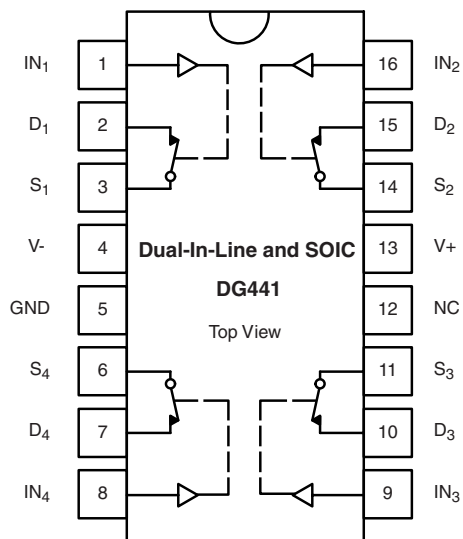 IN1 1 16 IN2
D1 2 15 D2
S1 3 14 S2
V- 4 Dual-In-Line and SOIC 13 V+
DG441
GND 5 12 NC
Top View
S4 6 11 S3
D4 7 10 D3
IN4 8 9 IN3